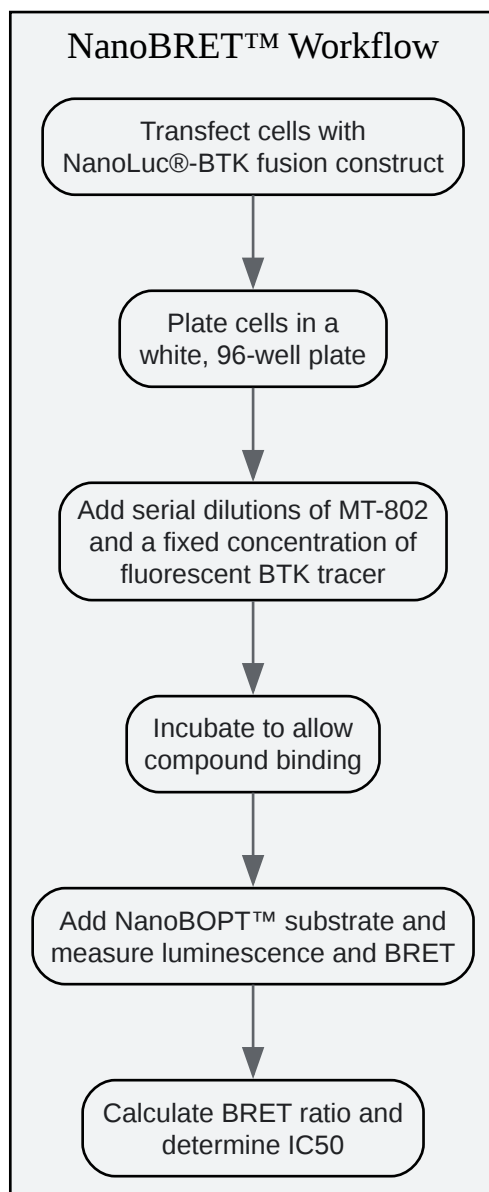 NanoBRET™ Workflow
Transfect cells with
NanoLuc®-BTK fusion construct
Plate cells in a
white, 96-well plate
Add serial dilutions of MT-802
and a fixed concentration of
fluorescent BTK tracer
Incubate to allow
compound binding
Add NanoBOPT™ substrate and
measure luminescence and BRET
Calculate BRET ratio and
determine IC50